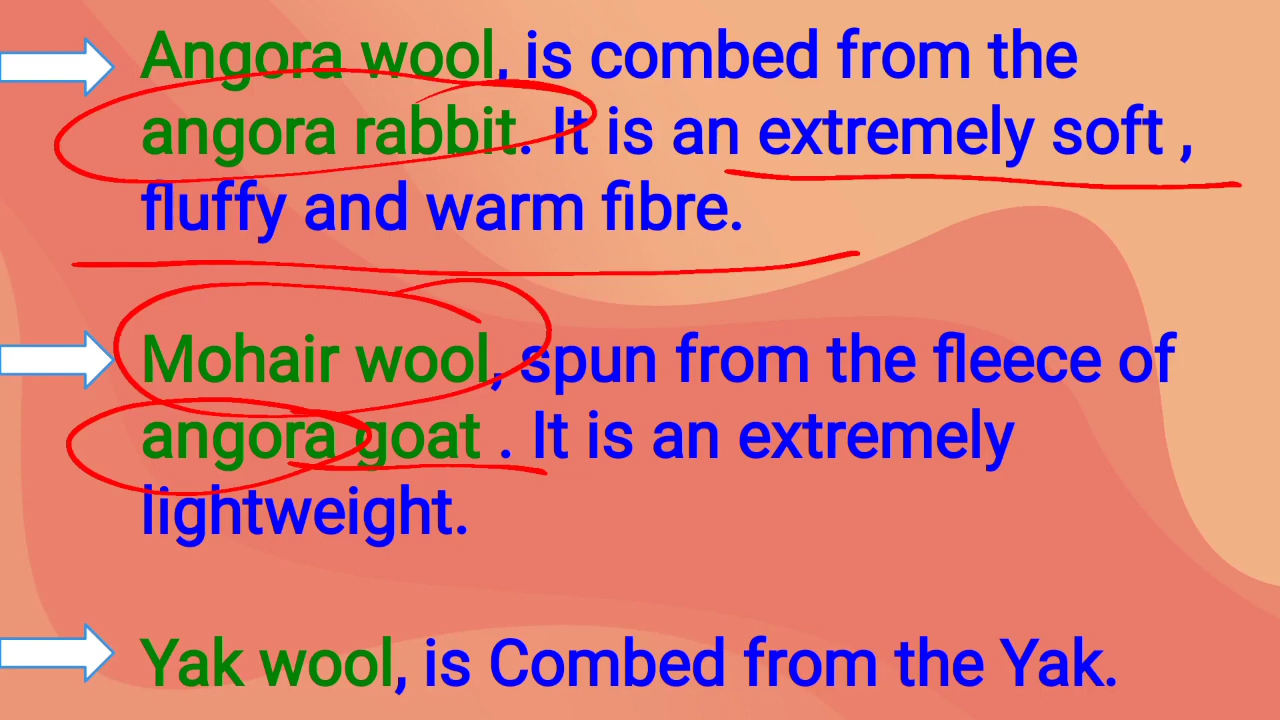 Angora wool, is combed from the
angora rabbit. It is an extremely soft ,
fluffy and warm fibre.
Mohair wool, spun from the fleece of
angora goat . It is an extremely
lightweight.
Yak wool, is Combed from the Yak.